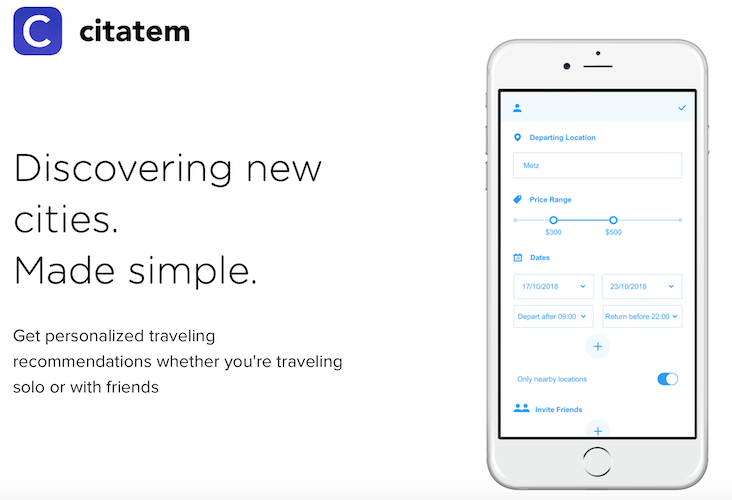 C citatem
Discovering new
cities.
Made simple.
Get personalized traveling
recommendations whether you're traveling
solo or with friends
Departing Location
Metz
Price Range
$300 $500
Dates
17/10/2018 23/10/2018
Depart after 09:00 Return before 22:00
+
Only nearby locations
Invite Friends
+